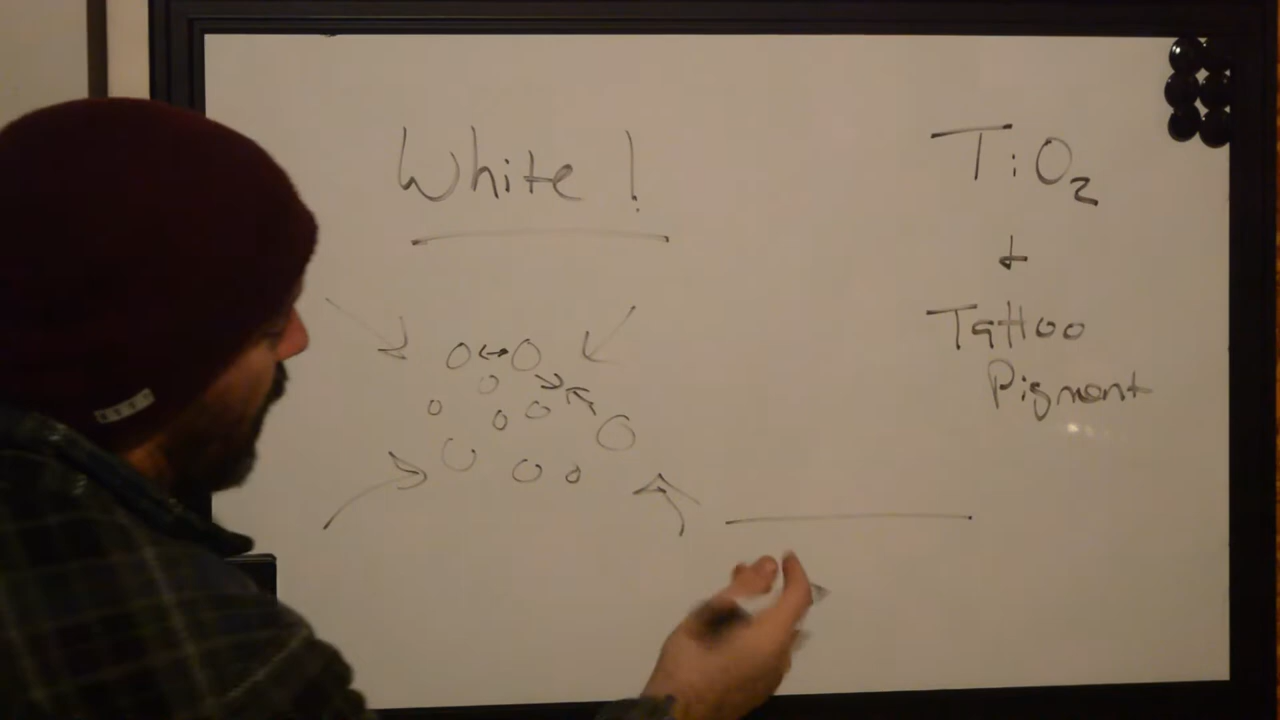 White!
TiO₂
+
Tattoo
Pigment